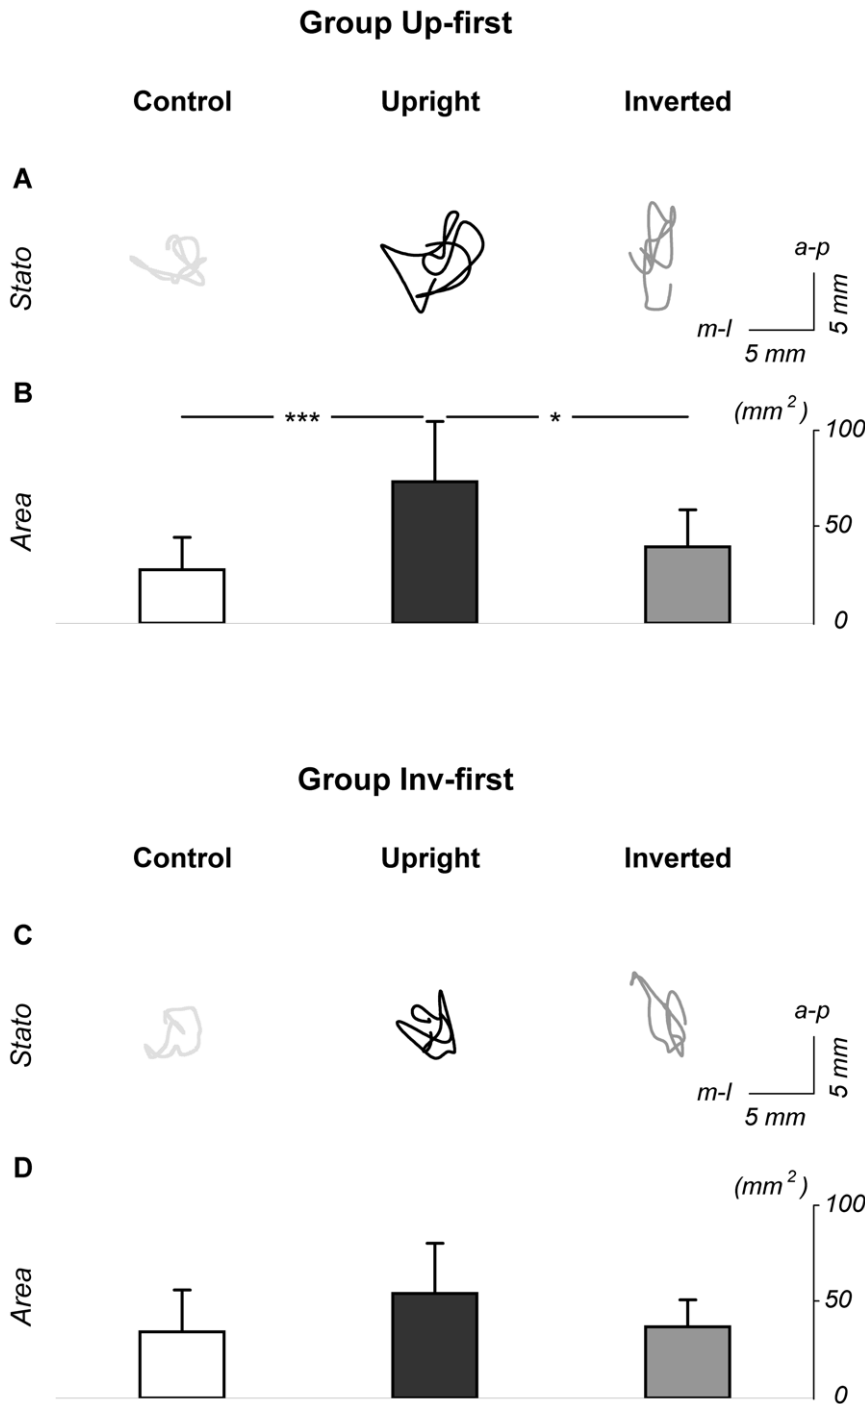 Group Up-first
Control Upright Inverted
A
Stato
a-p
m-l
5 mm
5 mm
B
*** *
(mm²)
Area
100
50
0
Group Inv-first
Control Upright Inverted
C
Stato
a-p
m-l
5 mm
5 mm
D
(mm²)
Area
100
50
0